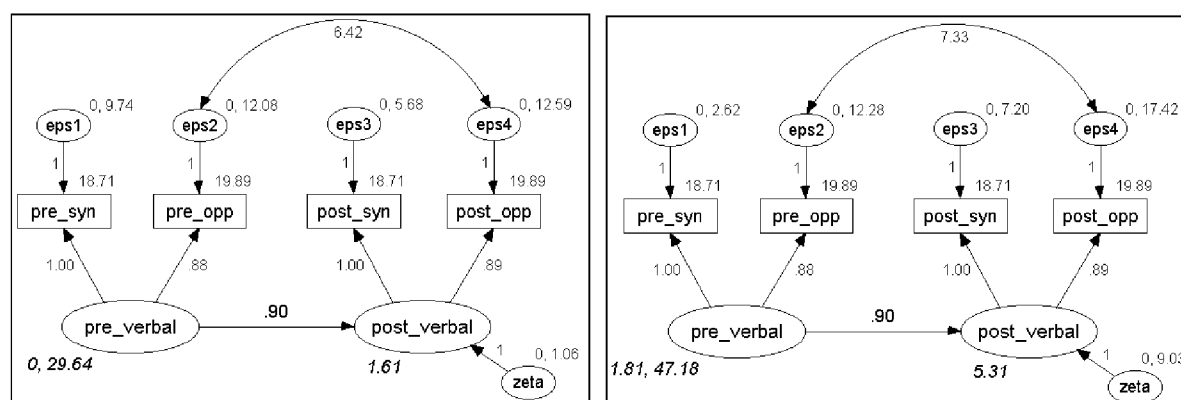 6.42
0, 9.74
0, 12.08
0, 5.68
0, 12.59
eps1
eps2
eps3
eps4
1
1
1
1
18.71
19.89
18.71
19.89
pre_syn
pre_opp
post_syn
post_opp
1.00
.88
1.00
.89
pre_verbal
.90
post_verbal
0, 29.64
1.61
1
0, 1.06
zeta
7.33
0, 2.62
0, 12.28
0, 7.20
0, 17.42
eps1
eps2
eps3
eps4
1
1
1
1
18.71
19.89
18.71
19.89
pre_syn
pre_opp
post_syn
post_opp
1.00
.88
1.00
.89
pre_verbal
.90
post_verbal
1.81, 47.18
5.31
1
0, 9.03
zeta